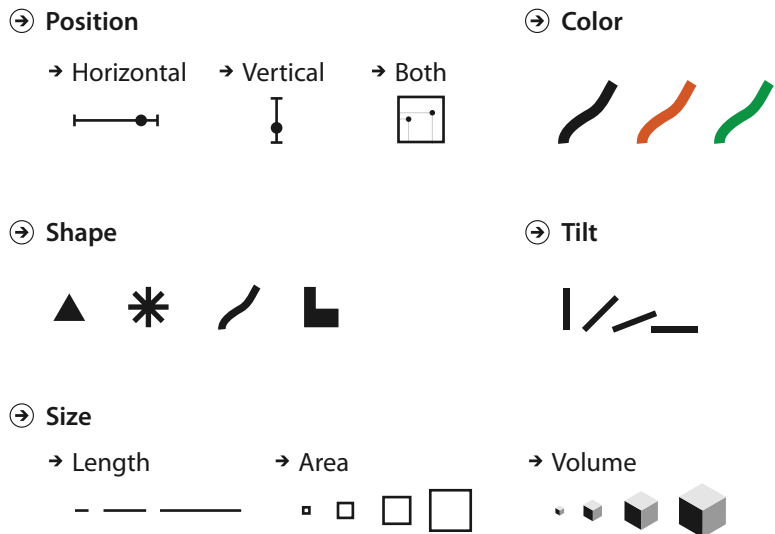 Position
Horizontal
Vertical
Both
Color
Shape
Tilt
Size
Length
Area
Volume